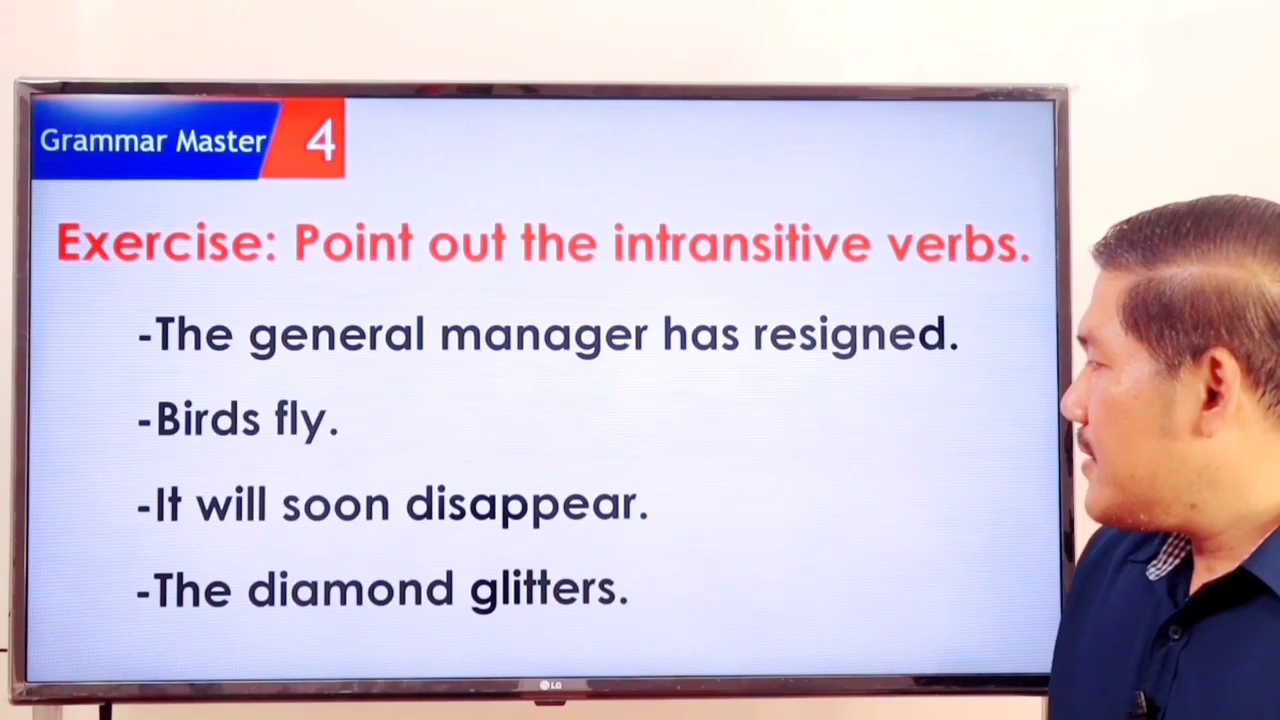 Grammar Master 4
Exercise: Point out the intransitive verbs.
-The general manager has resigned.
-Birds fly.
-It will soon disappear.
-The diamond glitters.
LG